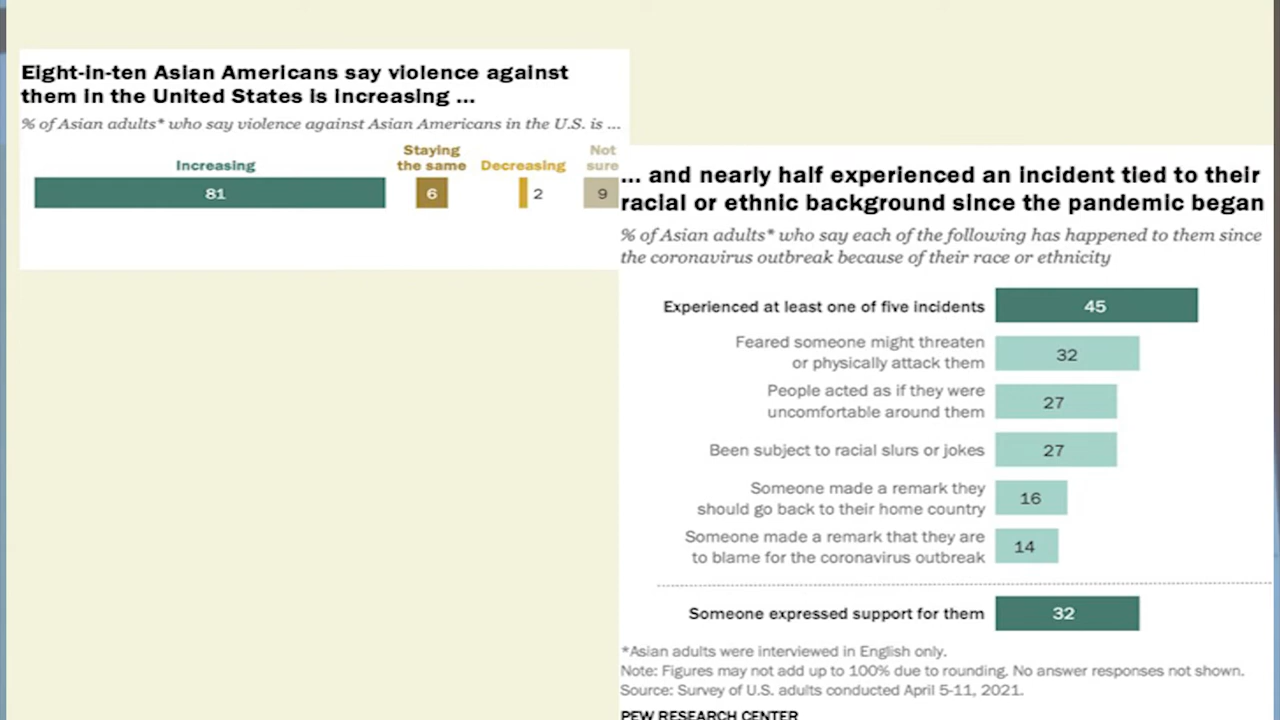 Eight-in-ten Asian Americans say violence against
them in the United States is increasing ...
% of Asian adults* who say violence against Asian Americans in the U.S. is ...
Increasing
Staying
the same
Decreasing
Not
sure
81
6
2
9
... and nearly half experienced an incident tied to their
racial or ethnic background since the pandemic began
% of Asian adults* who say each of the following has happened to them since
the coronavirus outbreak because of their race or ethnicity
Experienced at least one of five incidents 45
Feared someone might threaten
or physically attack them 32
People acted as if they were
uncomfortable around them 27
Been subject to racial slurs or jokes 27
Someone made a remark they
should go back to their home country 16
Someone made a remark that they are
to blame for the coronavirus outbreak 14
Someone expressed support for them 32
*Asian adults were interviewed in English only.
Note: Figures may not add up to 100% due to rounding. No answer responses not shown.
Source: Survey of U.S. adults conducted April 5-11, 2021.
PEW RESEARCH CENTER